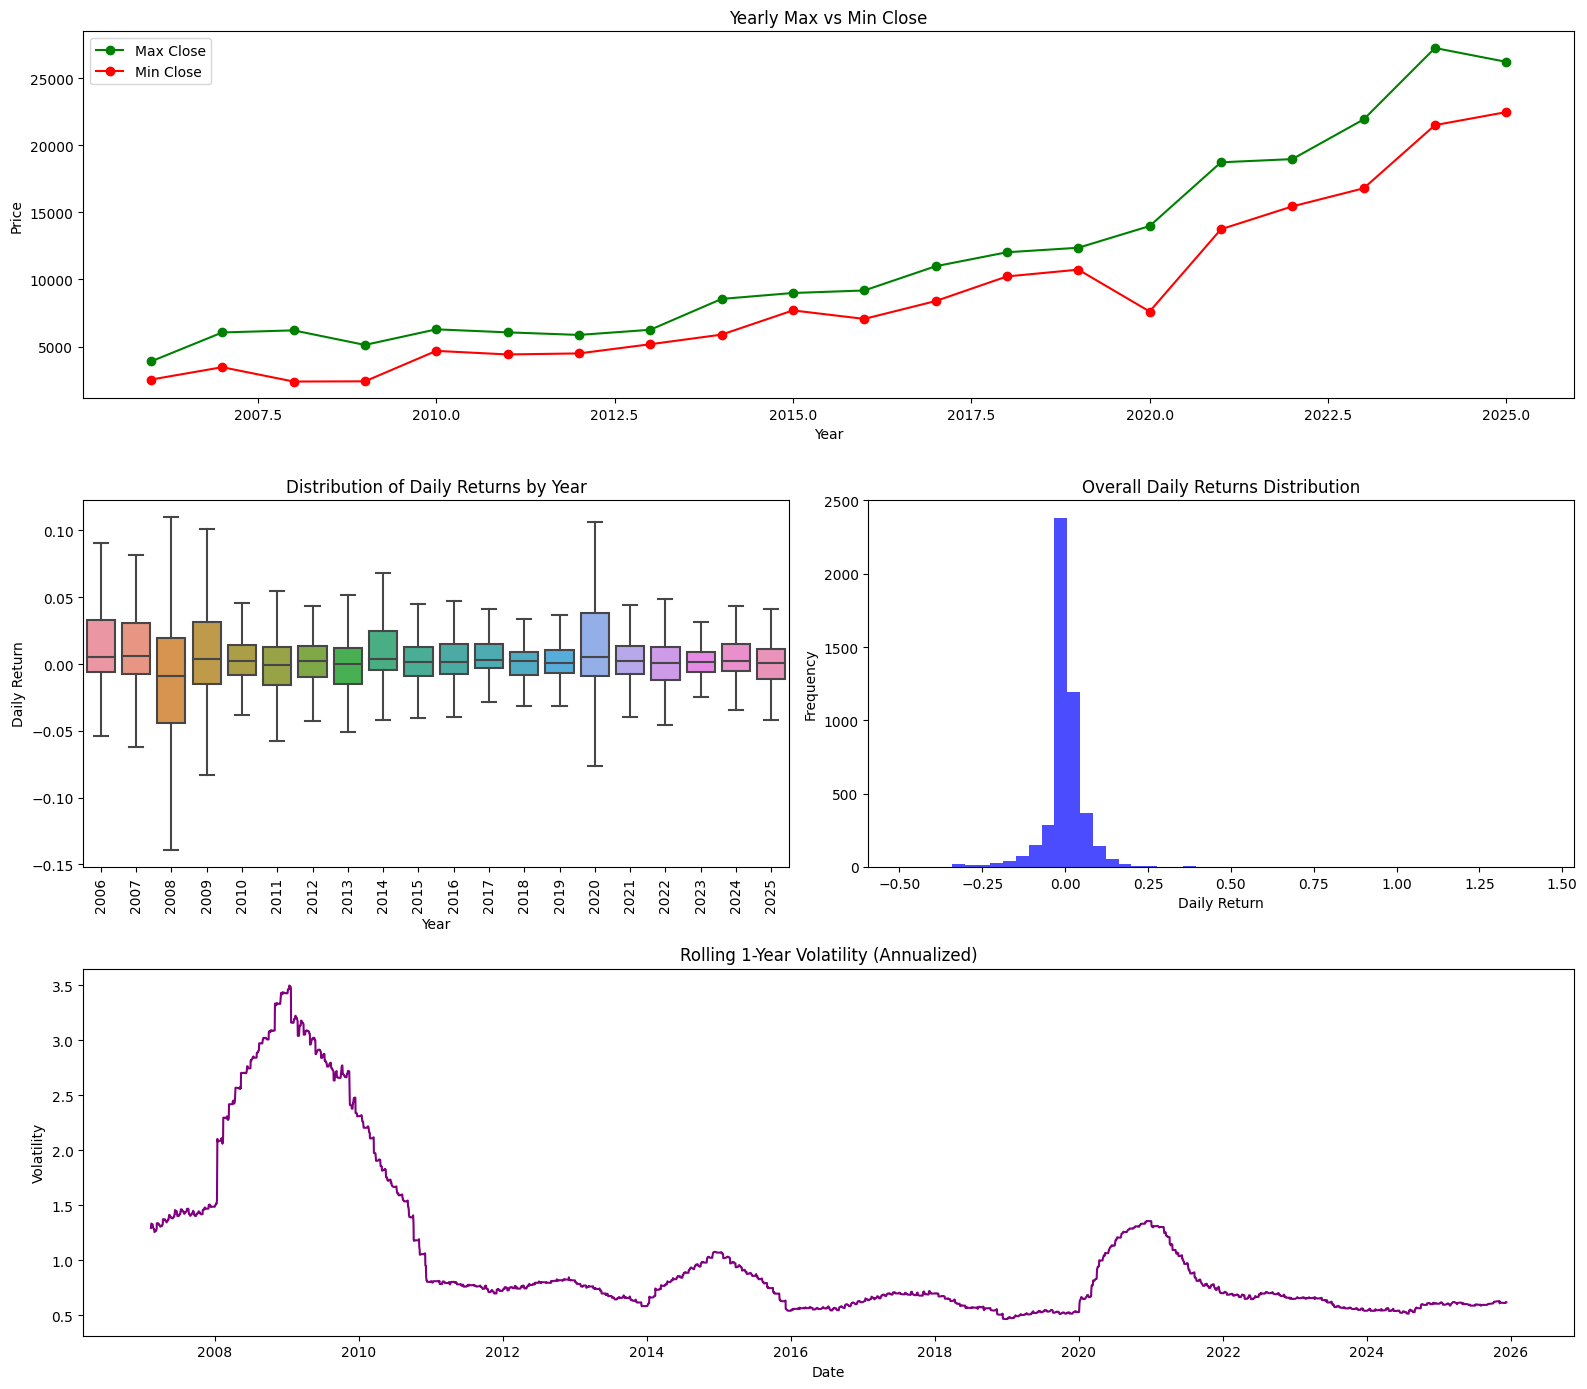 Yearly Max vs Min Close
Max Close
Min Close
25000
20000
15000
10000
5000
Price
2007.5 2010.0 2012.5 2015.0 2017.5 2020.0 2022.5 2025.0
Year
Distribution of Daily Returns by Year
0.10
0.05
0.00
−0.05
−0.10
−0.15
Daily Return
2006 2007 2008 2009 2010 2011 2012 2013 2014 2015 2016 2017 2018 2019 2020 2021 2022 2023 2024 2025
Year
Overall Daily Returns Distribution
2500
2000
1500
1000
500
0
Frequency
−0.50 −0.25 0.00 0.25 0.50 0.75 1.00 1.25 1.50
Daily Return
Rolling 1-Year Volatility (Annualized)
3.5
3.0
2.5
2.0
1.5
1.0
0.5
Volatility
2008 2010 2012 2014 2016 2018 2020 2022 2024 2026
Date